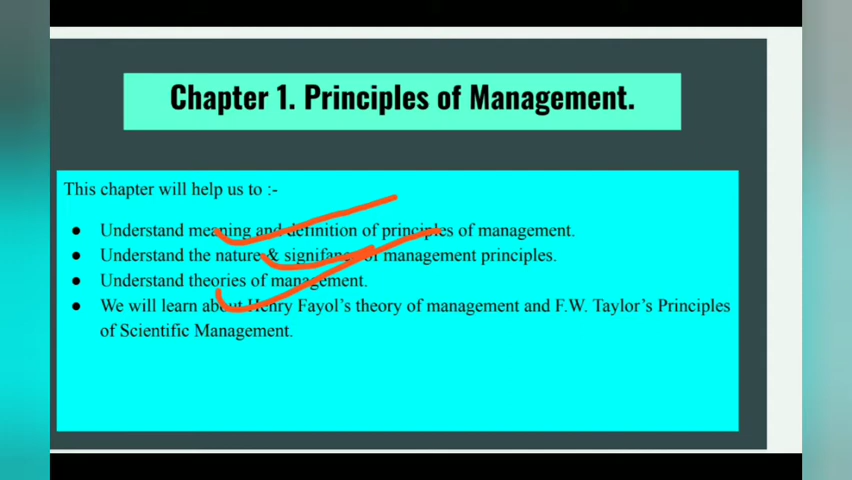 Chapter 1. Principles of Management.
This chapter will help us to :-
● Understand meaning and definition of principles of management.
● Understand the nature & signifance of management principles.
● Understand theories of management.
● We will learn about Henry Fayol's theory of management and F.W. Taylor's Principles
of Scientific Management.